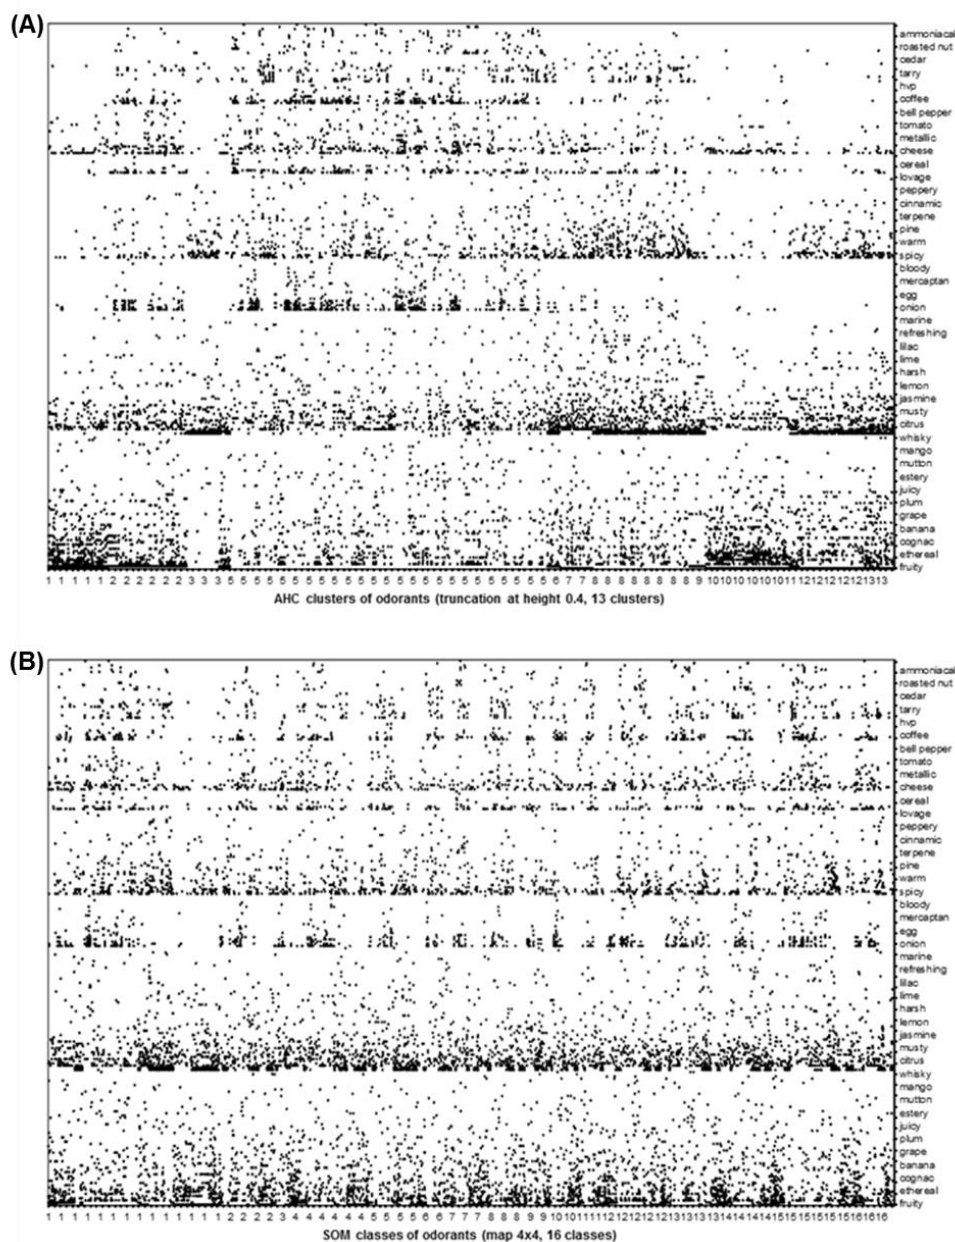 (A)
ammoniacal
roasted nut
cedar
tarry
hvp
coffee
bell pepper
tomato
metallic
cheese
cereal
lovage
peppery
cinnamic
terpene
pine
warm
spicy
bloody
mercaptan
egg
onion
marine
refreshing
lilac
lime
harsh
lemon
jasmine
musty
citrus
whisky
mango
mutton
estery
juicy
plum
grape
banana
cognac
ethereal
fruity
AHC clusters of odorants (truncation at height 0.4, 13 clusters)
(B)
ammoniacal
roasted nut
cedar
tarry
hvp
coffee
bell pepper
tomato
metallic
cheese
cereal
lovage
peppery
cinnamic
terpene
pine
warm
spicy
bloody
mercaptan
egg
onion
marine
refreshing
lilac
lime
harsh
lemon
jasmine
musty
citrus
whisky
mango
mutton
estery
juicy
plum
grape
banana
cognac
ethereal
fruity
SOM classes of odorants (map 4x4, 16 classes)